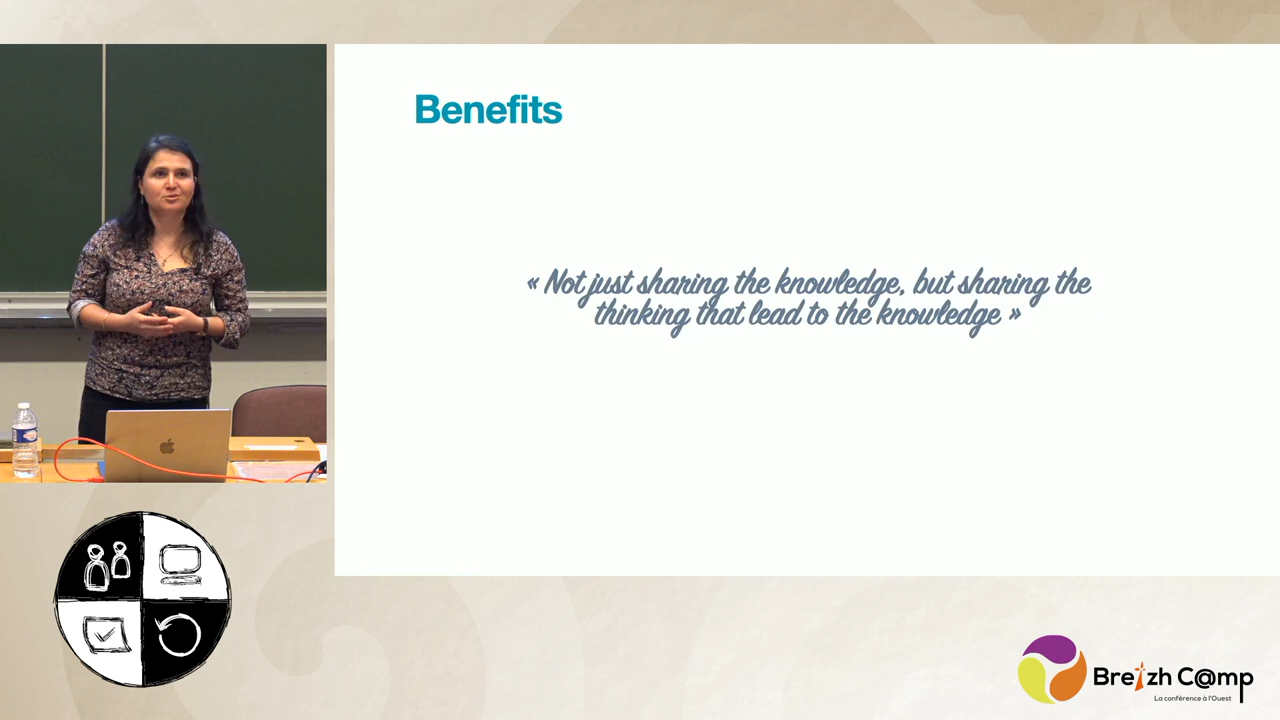 Benefits
« Not just sharing the knowledge, but sharing the
thinking that lead to the knowledge »
Breizh C@mp
La conférence à l'Ouest